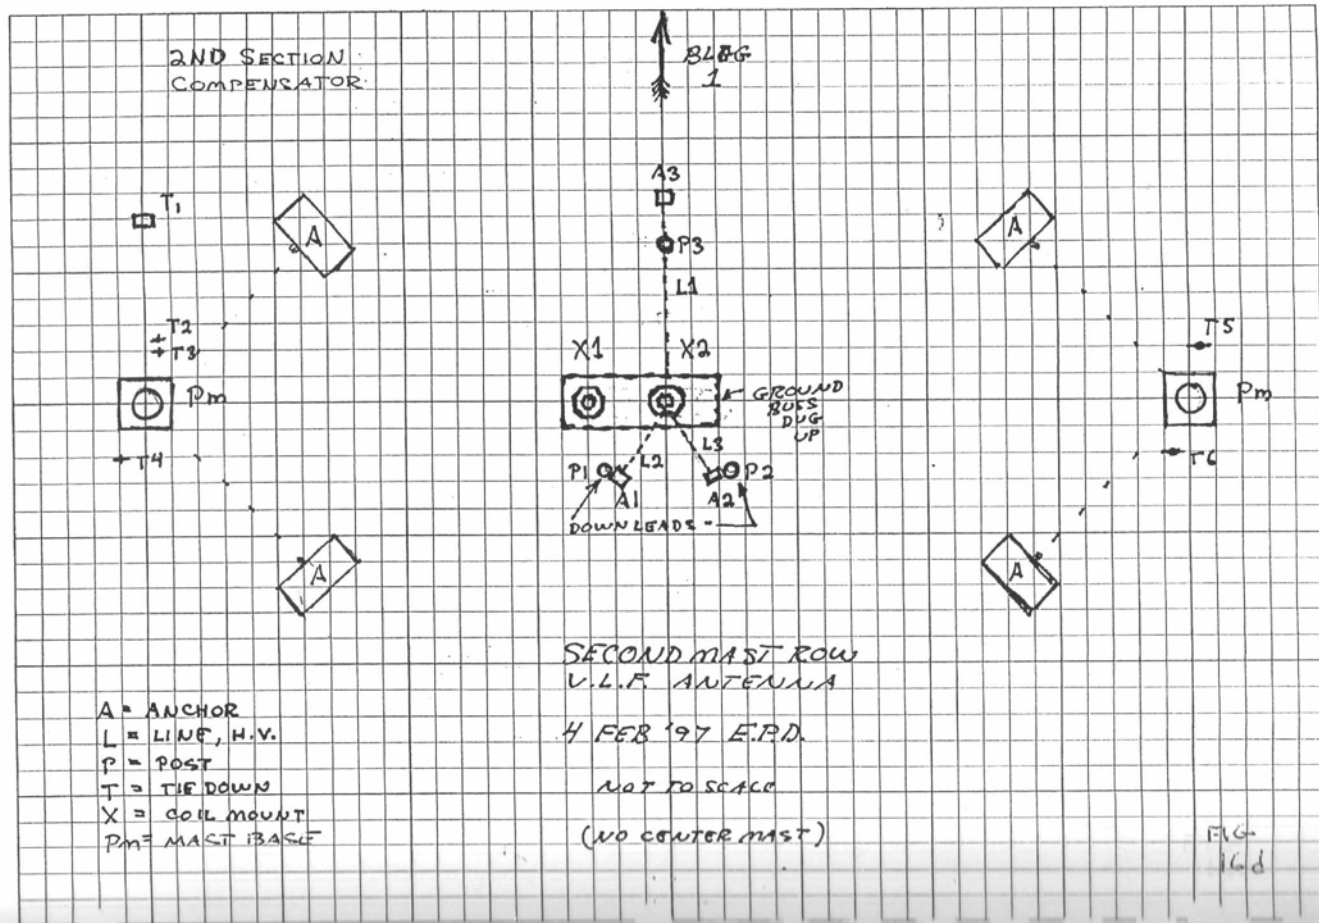 2ND SECTION
COMPENSATOR
BLDG
1
A3
T1
A
A
P3
L1
T2
T3
T5
X1
X2
Pm
GROUND
BUSS
DUG
UP
Pm
T4
L2
L3
T6
P1
P2
A1
A2
DOWNLEADS
A
A
SECOND MAST ROW
V.L.F. ANTENNA
A = ANCHOR
L = LINE, H.V.
P = POST
T = TIE DOWN
X = COIL MOUNT
Pm = MAST BASE
4 FEB '97 E.P.D.
NOT TO SCALE
(NO CENTER MAST)
FIG
16d